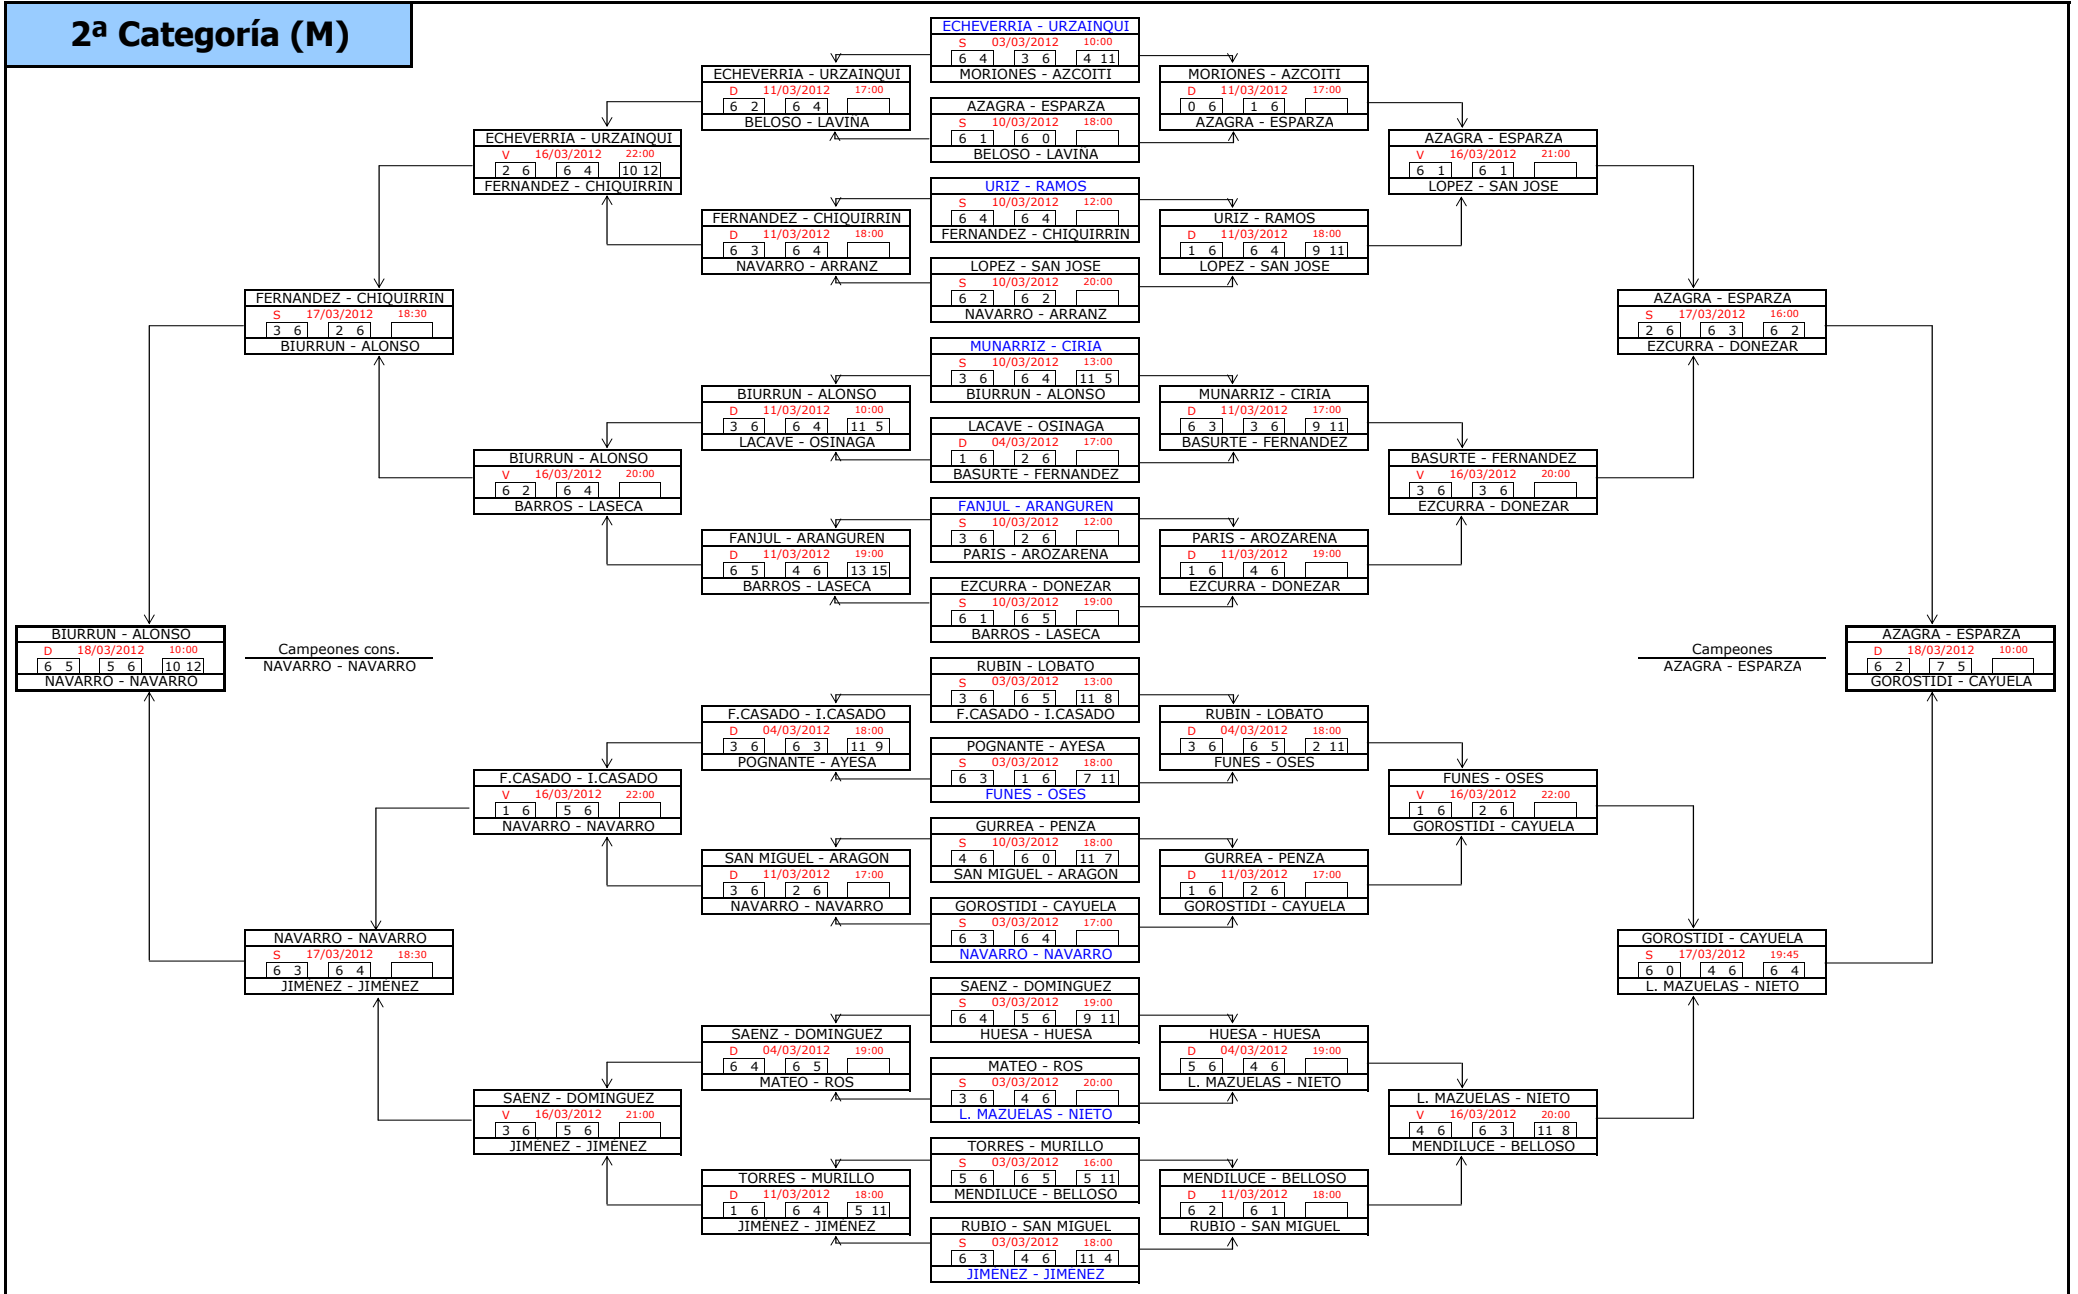 2ª Categoría (M)
ECHEVERRIA - URZAINQUI
S 03/03/2012 10:00
6 4 3 6 4 11
MORIONES - AZCOITI
AZAGRA - ESPARZA
S 10/03/2012 18:00
6 1 6 0
BELOSO - LAVIÑA
URIZ - RAMOS
S 10/03/2012 12:00
6 4 6 4
FERNANDEZ - CHIQUIRRIN
LOPEZ - SAN JOSE
S 10/03/2012 20:00
6 2 6 2
NAVARRO - ARRANZ
MUNARRIZ - CIRIA
S 10/03/2012 13:00
3 6 6 4 11 5
BIURRUN - ALONSO
LACAVE - OSINAGA
D 04/03/2012 17:00
1 6 2 6
BASURTE - FERNANDEZ
FANJUL - ARANGUREN
S 10/03/2012 12:00
3 6 2 6
PARIS - AROZARENA
EZCURRA - DONEZAR
S 10/03/2012 19:00
6 1 6 5
BARROS - LASECA
RUBIN - LOBATO
S 03/03/2012 13:00
3 6 6 5 11 8
F.CASADO - I.CASADO
POGNANTE - AYESA
S 03/03/2012 18:00
6 3 1 6 7 11
FUNES - OSES
GURREA - PENZA
S 10/03/2012 18:00
4 6 6 0 11 7
SAN MIGUEL - ARAGON
GOROSTIDI - CAYUELA
S 03/03/2012 17:00
6 3 6 4
NAVARRO - NAVARRO
SAENZ - DOMINGUEZ
S 03/03/2012 19:00
6 4 5 6 9 11
HUESA - HUESA
MATEO - ROS
S 03/03/2012 20:00
3 6 4 6
L. MAZUELAS - NIETO
TORRES - MURILLO
S 03/03/2012 16:00
5 6 6 5 5 11
MENDILUCE - BELLOSO
RUBIO - SAN MIGUEL
S 03/03/2012 18:00
6 3 4 6 11 4
JIMÉNEZ - JIMÉNEZ
ECHEVERRIA - URZAINQUI
D 11/03/2012 17:00
6 2 6 4
BELOSO - LAVIÑA
FERNANDEZ - CHIQUIRRIN
D 11/03/2012 18:00
6 3 6 4
NAVARRO - ARRANZ
BIURRUN - ALONSO
D 11/03/2012 10:00
3 6 6 4 11 5
LACAVE - OSINAGA
FANJUL - ARANGUREN
D 11/03/2012 19:00
6 5 4 6 13 15
BARROS - LASECA
F.CASADO - I.CASADO
D 04/03/2012 18:00
3 6 6 3 11 9
POGNANTE - AYESA
SAN MIGUEL - ARAGON
D 11/03/2012 17:00
3 6 2 6
NAVARRO - NAVARRO
SAENZ - DOMINGUEZ
D 04/03/2012 19:00
6 4 6 5
MATEO - ROS
TORRES - MURILLO
D 11/03/2012 18:00
1 6 6 4 5 11
JIMÉNEZ - JIMÉNEZ
ECHEVERRIA - URZAINQUI
V 16/03/2012 22:00
2 6 6 4 10 12
FERNANDEZ - CHIQUIRRIN
BIURRUN - ALONSO
V 16/03/2012 20:00
6 2 6 4
BARROS - LASECA
F.CASADO - I.CASADO
V 16/03/2012 22:00
1 6 5 6
NAVARRO - NAVARRO
SAENZ - DOMINGUEZ
V 16/03/2012 21:00
3 6 5 6
JIMÉNEZ - JIMÉNEZ
FERNANDEZ - CHIQUIRRIN
S 17/03/2012 18:30
3 6 2 6
BIURRUN - ALONSO
NAVARRO - NAVARRO
S 17/03/2012 18:30
6 3 6 4
JIMÉNEZ - JIMÉNEZ
BIURRUN - ALONSO
D 18/03/2012 10:00
6 5 5 6 10 12
NAVARRO - NAVARRO
Campeones cons.
NAVARRO - NAVARRO
MORIONES - AZCOITI
D 11/03/2012 17:00
0 6 1 6
AZAGRA - ESPARZA
URIZ - RAMOS
D 11/03/2012 18:00
1 6 6 4 9 11
LOPEZ - SAN JOSE
MUNARRIZ - CIRIA
D 11/03/2012 17:00
6 3 3 6 9 11
BASURTE - FERNANDEZ
PARIS - AROZARENA
D 11/03/2012 19:00
1 6 4 6
EZCURRA - DONEZAR
RUBIN - LOBATO
D 04/03/2012 18:00
3 6 6 5 2 11
FUNES - OSES
GURREA - PENZA
D 11/03/2012 17:00
1 6 2 6
GOROSTIDI - CAYUELA
HUESA - HUESA
D 04/03/2012 19:00
5 6 4 6
L. MAZUELAS - NIETO
MENDILUCE - BELLOSO
D 11/03/2012 18:00
6 2 6 1
RUBIO - SAN MIGUEL
AZAGRA - ESPARZA
V 16/03/2012 21:00
6 1 6 1
LOPEZ - SAN JOSE
BASURTE - FERNANDEZ
V 16/03/2012 20:00
3 6 3 6
EZCURRA - DONEZAR
FUNES - OSES
V 16/03/2012 22:00
1 6 2 6
GOROSTIDI - CAYUELA
L. MAZUELAS - NIETO
V 16/03/2012 20:00
4 6 6 3 11 8
MENDILUCE - BELLOSO
AZAGRA - ESPARZA
S 17/03/2012 16:00
2 6 6 3 6 2
EZCURRA - DONEZAR
GOROSTIDI - CAYUELA
S 17/03/2012 19:45
6 0 4 6 6 4
L. MAZUELAS - NIETO
Campeones
AZAGRA - ESPARZA
AZAGRA - ESPARZA
D 18/03/2012 10:00
6 2 7 5
GOROSTIDI - CAYUELA